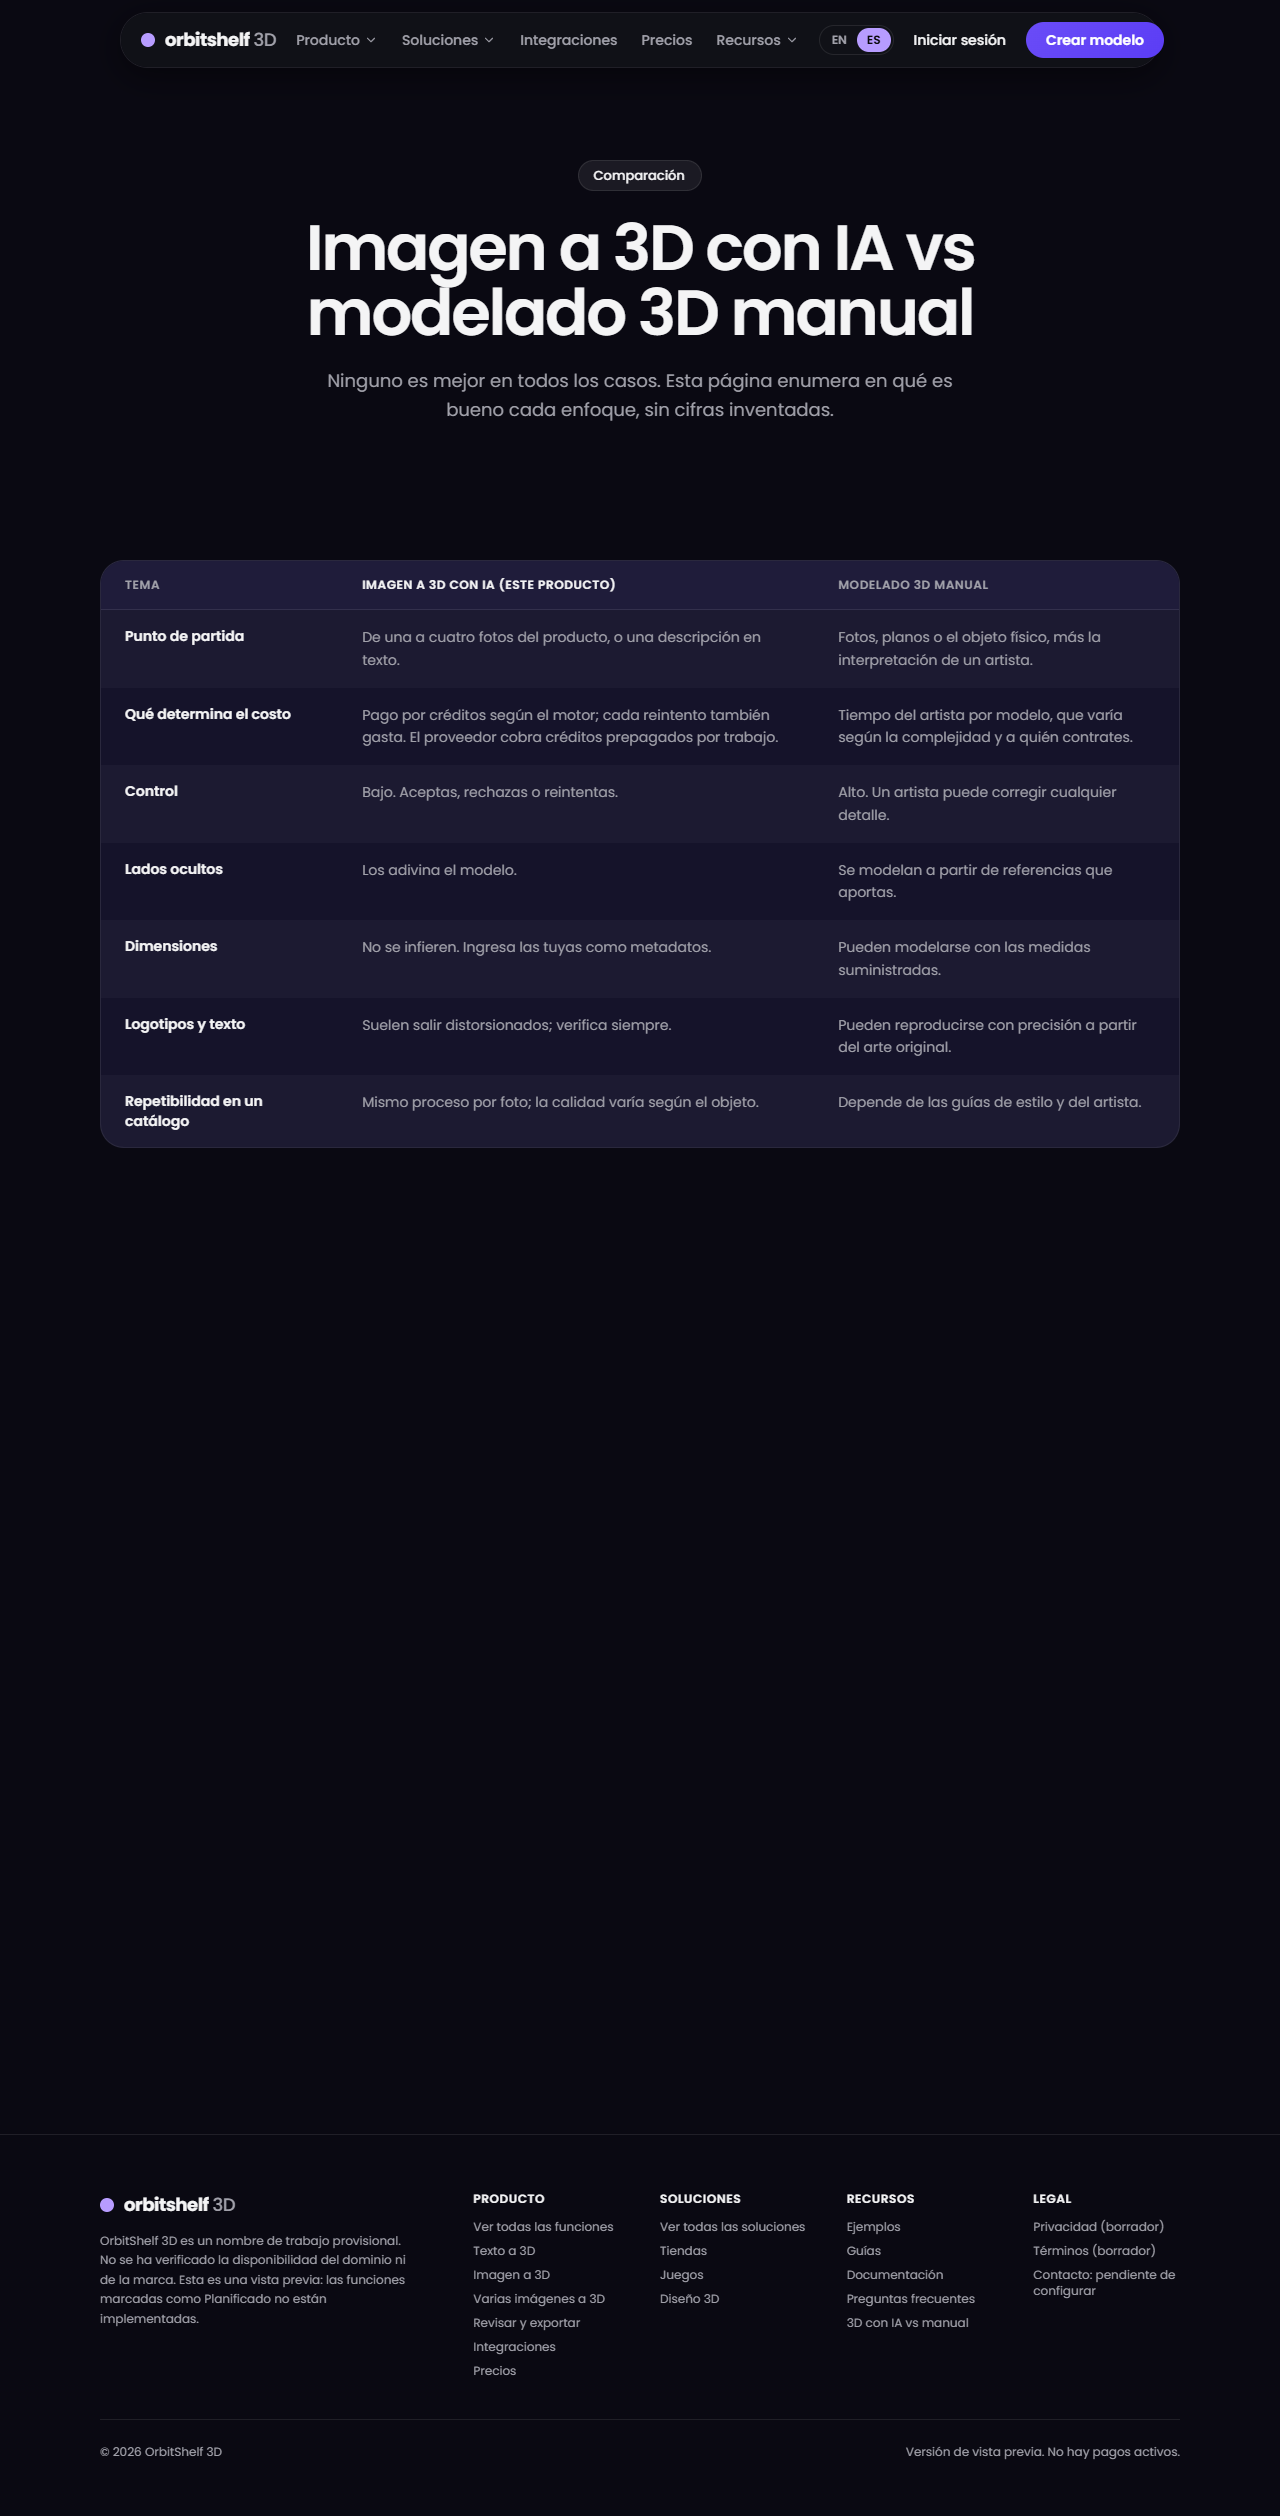 orbitshelf 3D Producto Soluciones Integraciones Precios Recursos EN ES Iniciar sesión Crear modelo
Comparación
Imagen a 3D con IA vs
modelado 3D manual
Ninguno es mejor en todos los casos. Esta página enumera en qué es
bueno cada enfoque, sin cifras inventadas.
TEMA IMAGEN A 3D CON IA (ESTE PRODUCTO) MODELADO 3D MANUAL
Punto de partida De una a cuatro fotos del producto, o una descripción en Fotos, planos o el objeto físico, más la
texto. interpretación de un artista.
Qué determina el costo Pago por créditos según el motor; cada reintento también Tiempo del artista por modelo, que varía
gasta. El proveedor cobra créditos prepagados por trabajo. según la complejidad y a quién contrates.
Control Bajo. Aceptas, rechazas o reintentas. Alto. Un artista puede corregir cualquier
detalle.
Lados ocultos Los adivina el modelo. Se modelan a partir de referencias que
aportas.
Dimensiones No se infieren. Ingresa las tuyas como metadatos. Pueden modelarse con las medidas
suministradas.
Logotipos y texto Suelen salir distorsionados; verifica siempre. Pueden reproducirse con precisión a partir
del arte original.
Repetibilidad en un Mismo proceso por foto; la calidad varía según el objeto. Depende de las guías de estilo y del artista.
catálogo
orbitshelf 3D
OrbitShelf 3D es un nombre de trabajo provisional.
No se ha verificado la disponibilidad del dominio ni
de la marca. Esta es una vista previa: las funciones
marcadas como Planificado no están
implementadas.
PRODUCTO
Ver todas las funciones
Texto a 3D
Imagen a 3D
Varias imágenes a 3D
Revisar y exportar
Integraciones
Precios
SOLUCIONES
Ver todas las soluciones
Tiendas
Juegos
Diseño 3D
RECURSOS
Ejemplos
Guías
Documentación
Preguntas frecuentes
3D con IA vs manual
LEGAL
Privacidad (borrador)
Términos (borrador)
Contacto: pendiente de
configurar
© 2026 OrbitShelf 3D Versión de vista previa. No hay pagos activos.